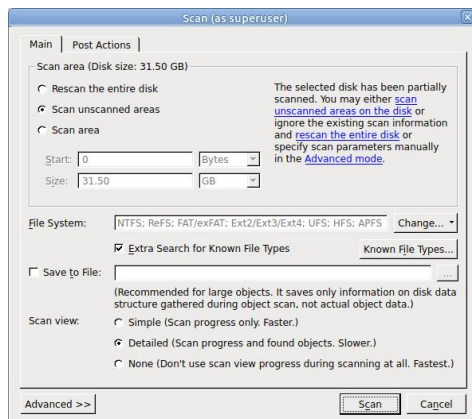 Scan (as superuser)
Main
Post Actions
Scan area (Disk size: 31.50 GB)
Rescan the entire disk
Scan unscanned areas
Scan area
Start: 0 Bytes
Size: 31.50 GB
The selected disk has been partially
scanned. You may either scan
unscanned areas on the disk or
ignore the existing scan information
and rescan the entire disk or
specify scan parameters manually
in the Advanced mode.
File System: NTFS; ReFS; FAT/exFAT; Ext2/Ext3/Ext4; UFS; HFS; APFS Change...
Extra Search for Known File Types Known File Types...
Save to File: ...
(Recommended for large objects. It saves only information on disk data
structure gathered during object scan, not actual object data.)
Scan view: Simple (Scan progress only. Faster.)
Detailed (Scan progress and found objects. Slower.)
None (Don't use scan view progress during scanning at all. Fastest.)
Advanced >> Scan Cancel